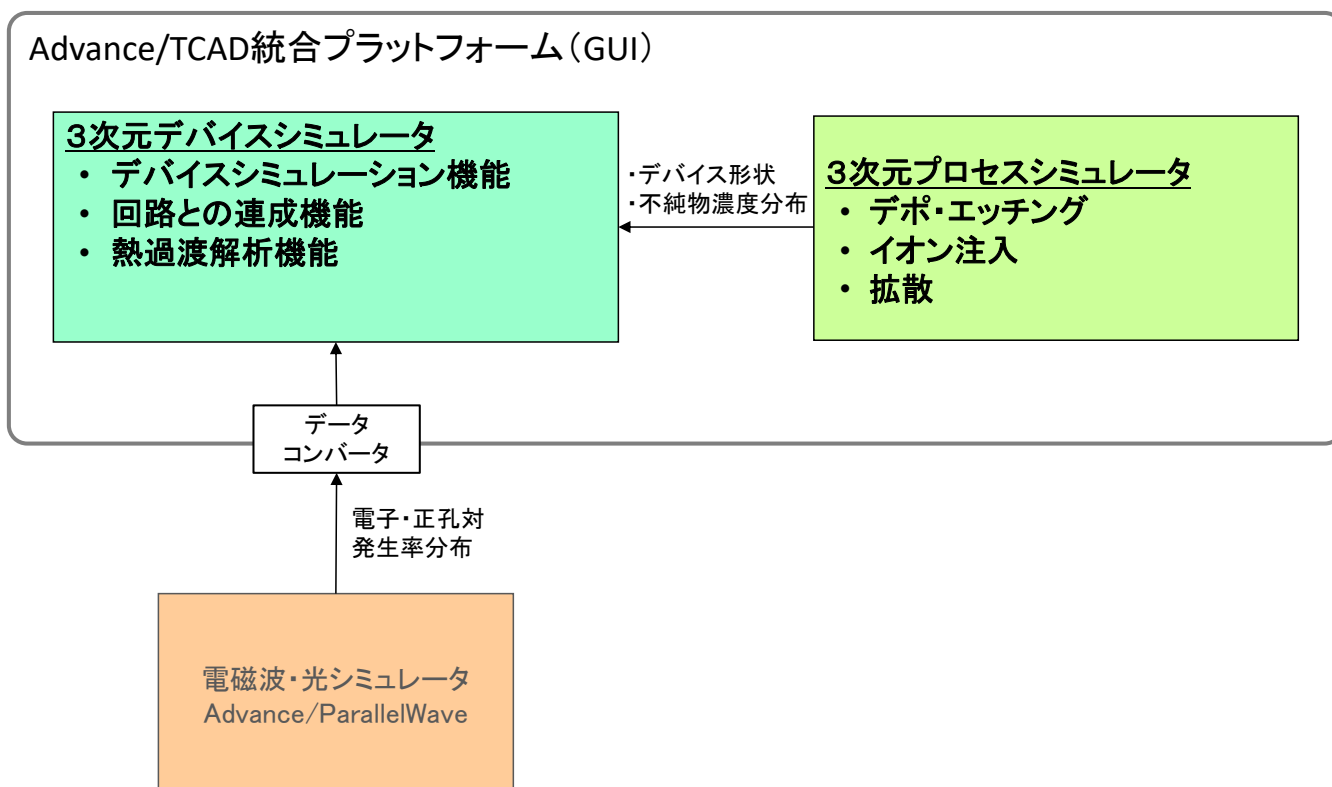 Advance/TCAD統合プラットフォーム（GUI）
３次元デバイスシミュレータ
• デバイスシミュレーション機能
• 回路との連成機能
• 熱過渡解析機能
・デバイス形状
・不純物濃度分布
３次元プロセスシミュレータ
• デポ・エッチング
• イオン注入
• 拡散
データ
コンバータ
電子・正孔対
発生率分布
電磁波・光シミュレータ
Advance/ParallelWave